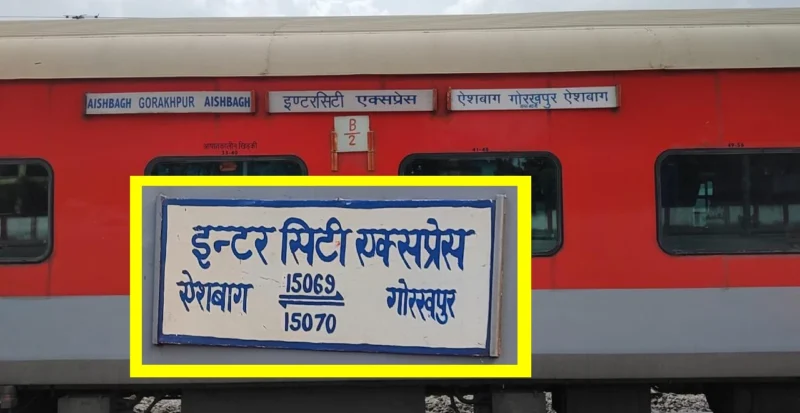 AISHBAGH GORAKHPUR AISHBAGH
इण्टरसिटी एक्सप्रेस
ऐशबाग गोरखपुर ऐशबाग
B
2
इन्टर सिटी एक्सप्रेस
ऐशबाग 15069 गोरखपुर
15070